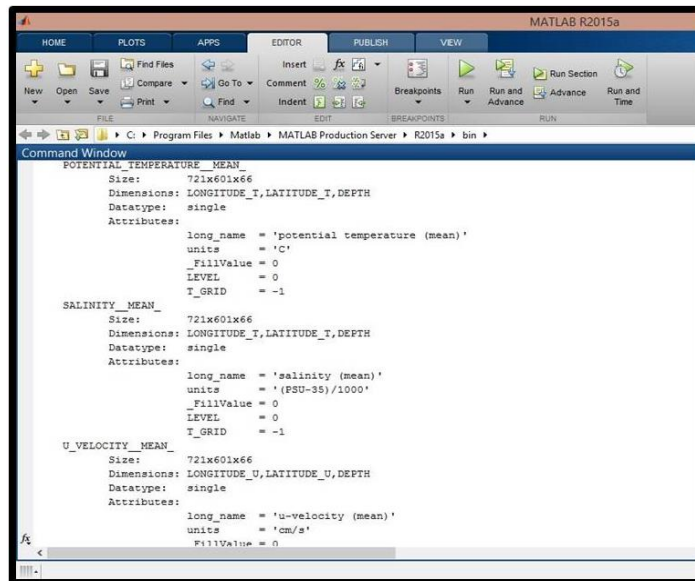 MATLAB R2015a
HOME PLOTS APPS EDITOR PUBLISH VIEW
Find Files Insert fx
New Open Save Compare Go To Comment Breakpoints Run Run and Advance Run Section Advance Run and Time
Print Find Indent
FILE NAVIGATE EDIT BREAKPOINTS RUN
C: Program Files Matlab MATLAB Production Server R2015a bin
Command Window
POTENTIAL_TEMPERATURE__MEAN_
Size: 721x601x66
Dimensions: LONGITUDE_T,LATITUDE_T,DEPTH
Datatype: single
Attributes:
long_name = 'potential temperature (mean)'
units = 'C'
_FillValue = 0
LEVEL = 0
T_GRID = -1
SALINITY__MEAN_
Size: 721x601x66
Dimensions: LONGITUDE_T,LATITUDE_T,DEPTH
Datatype: single
Attributes:
long_name = 'salinity (mean)'
units = '(PSU-35)/1000'
_FillValue = 0
LEVEL = 0
T_GRID = -1
U_VELOCITY__MEAN_
Size: 721x601x66
Dimensions: LONGITUDE_U,LATITUDE_U,DEPTH
Datatype: single
Attributes:
long_name = 'u-velocity (mean)'
units = 'cm/s'
_FillValue = 0
fx